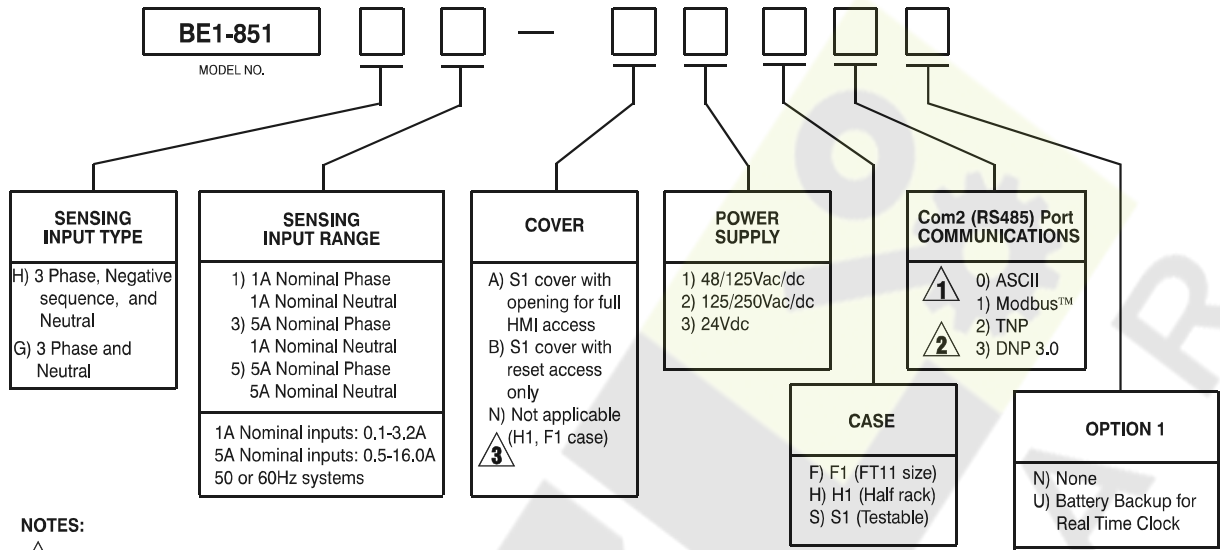 BE1-851
MODEL NO.
SENSING
INPUT TYPE
H) 3 Phase, Negative
sequence, and
Neutral
G) 3 Phase and
Neutral
SENSING
INPUT RANGE
1) 1A Nominal Phase
1A Nominal Neutral
3) 5A Nominal Phase
1A Nominal Neutral
5) 5A Nominal Phase
5A Nominal Neutral
1A Nominal inputs: 0.1-3.2A
5A Nominal inputs: 0.5-16.0A
50 or 60Hz systems
COVER
A) S1 cover with
opening for full
HMI access
B) S1 cover with
reset access
only
N) Not applicable
(H1, F1 case)
3
POWER
SUPPLY
1) 48/125Vac/dc
2) 125/250Vac/dc
3) 24Vdc
CASE
F) F1 (FT11 size)
H) H1 (Half rack)
S) S1 (Testable)
Com2 (RS485) Port
COMMUNICATIONS
1
0) ASCII
1) Modbus™
2) TNP
2
3) DNP 3.0
OPTION 1
N) None
U) Battery Backup for
Real Time Clock
NOTES: